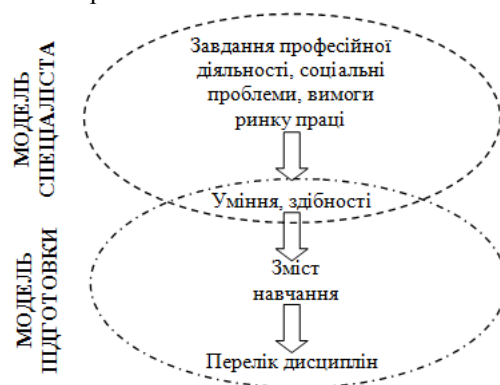 МОДЕЛЬ
СПЕЦІАЛІСТА
Завдання професійної
діяльності, соціальні
проблеми, вимоги
ринку праці
Уміння, здібності
МОДЕЛЬ
ПІДГОТОВКИ
Зміст
навчання
Перелік дисциплін